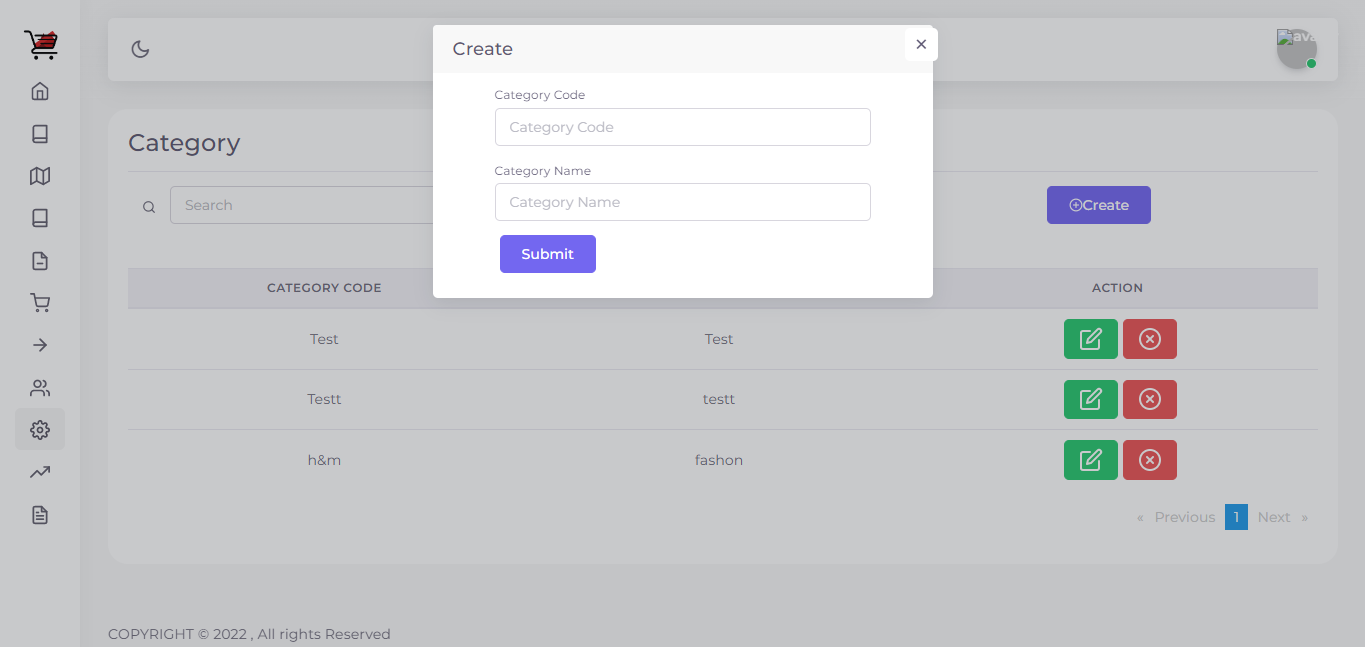 Create
×
Category Code
Category Code
Category Name
Category Name
Submit
ava
Category
Search
Create
CATEGORY CODE
ACTION
Test Test
Testt testt
h&m fashon
« Previous 1 Next »
COPYRIGHT © 2022 , All rights Reserved